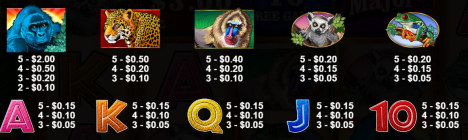 5 - $2.00
4 - $0.50
3 - $0.20
2 - $0.10
5 - $0.50
4 - $0.20
3 - $0.10
5 - $0.40
4 - $0.20
3 - $0.10
5 - $0.20
4 - $0.15
3 - $0.05
5 - $0.20
4 - $0.15
3 - $0.05
A
5 - $0.15
4 - $0.10
3 - $0.05
K
5 - $0.15
4 - $0.10
3 - $0.05
Q
5 - $0.15
4 - $0.10
3 - $0.05
J
5 - $0.15
4 - $0.10
3 - $0.05
10
5 - $0.15
4 - $0.10
3 - $0.05